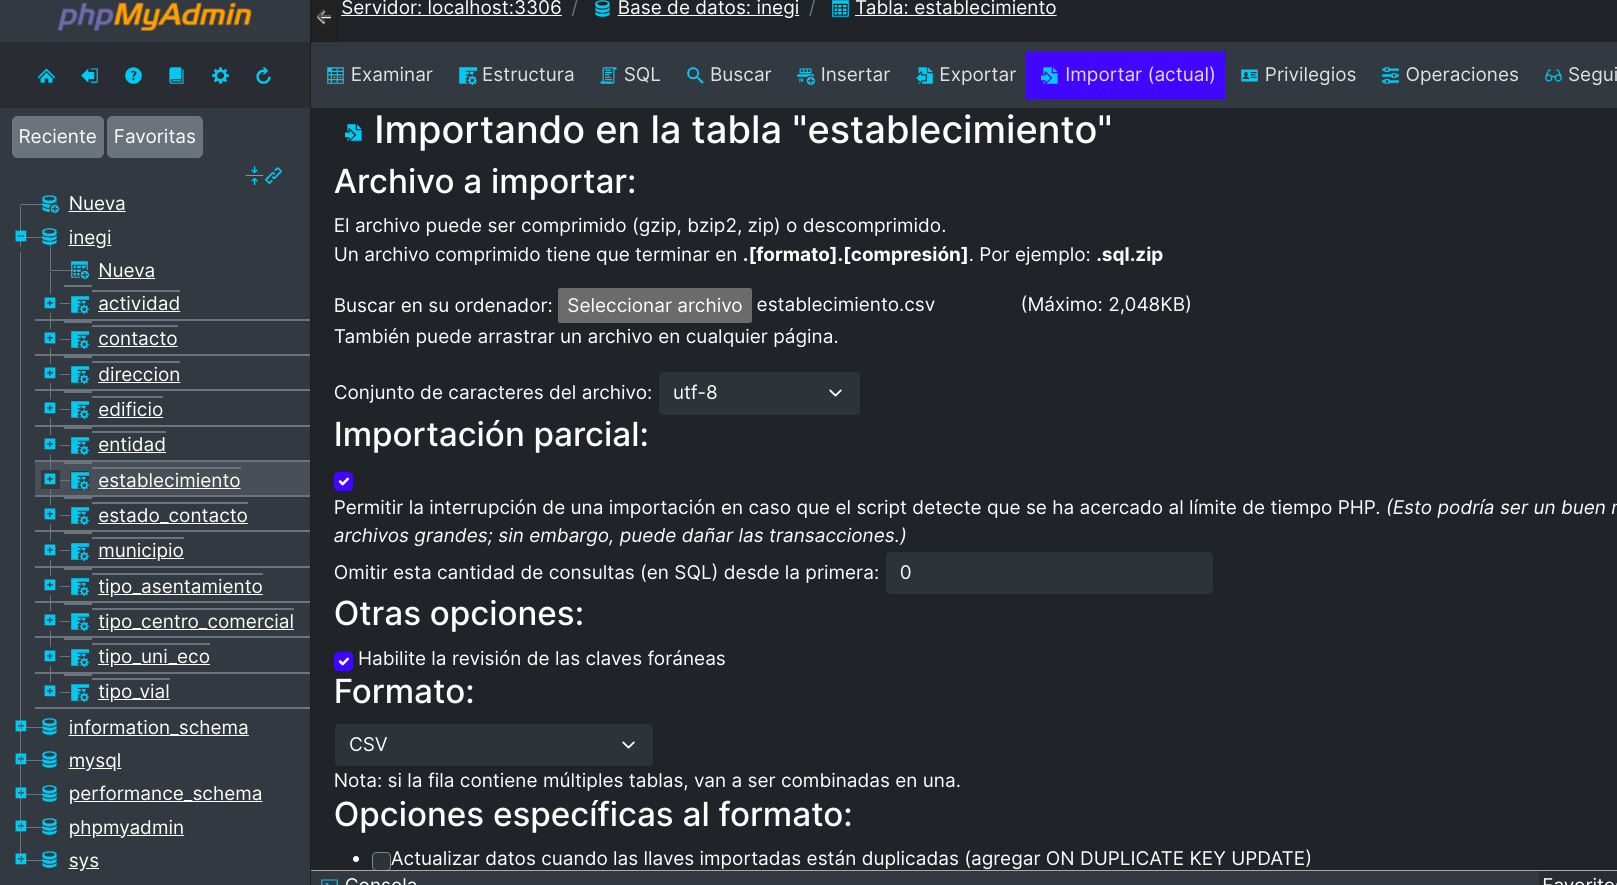 phpMyAdmin
Servidor: localhost:3306 / Base de datos: inegi / Tabla: establecimiento
Examinar Estructura SQL Buscar Insertar Exportar Importar (actual) Privilegios Operaciones Segui
Reciente Favoritas
Nueva
inegi
Nueva
actividad
contacto
direccion
edificio
entidad
establecimiento
estado_contacto
municipio
tipo_asentamiento
tipo_centro_comercial
tipo_uni_eco
tipo_vial
information_schema
mysql
performance_schema
phpmyadmin
sys
Importando en la tabla "establecimiento"
Archivo a importar:
El archivo puede ser comprimido (gzip, bzip2, zip) o descomprimido.
Un archivo comprimido tiene que terminar en .[formato].[compresión]. Por ejemplo: .sql.zip
Buscar en su ordenador: Seleccionar archivo establecimiento.csv (Máximo: 2,048KB)
También puede arrastrar un archivo en cualquier página.
Conjunto de caracteres del archivo: utf-8
Importación parcial:
Permitir la interrupción de una importación en caso que el script detecte que se ha acercado al límite de tiempo PHP. (Esto podría ser un buen
archivos grandes; sin embargo, puede dañar las transacciones.)
Omitir esta cantidad de consultas (en SQL) desde la primera: 0
Otras opciones:
Habilite la revisión de las claves foráneas
Formato:
CSV
Nota: si la fila contiene múltiples tablas, van a ser combinadas en una.
Opciones específicas al formato:
• Actualizar datos cuando las llaves importadas están duplicadas (agregar ON DUPLICATE KEY UPDATE)
Consola Favorito